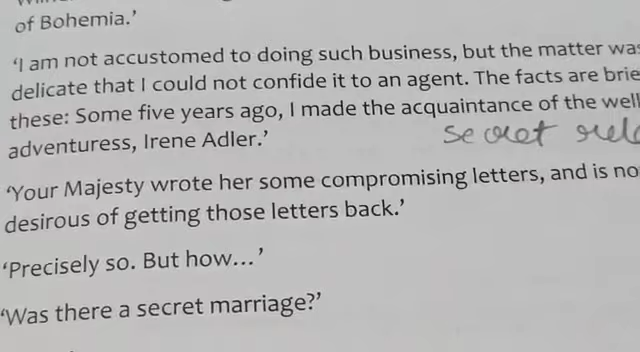 of Bohemia.'
'I am not accustomed to doing such business, but the matter was
delicate that I could not confide it to an agent. The facts are
these: Some five years ago, I made the acquaintance of the well
adventuress, Irene Adler.'
secret
'Your Majesty wrote her some compromising letters, and is
desirous of getting those letters back.'
'Precisely so. But how...'
'Was there a secret marriage?'